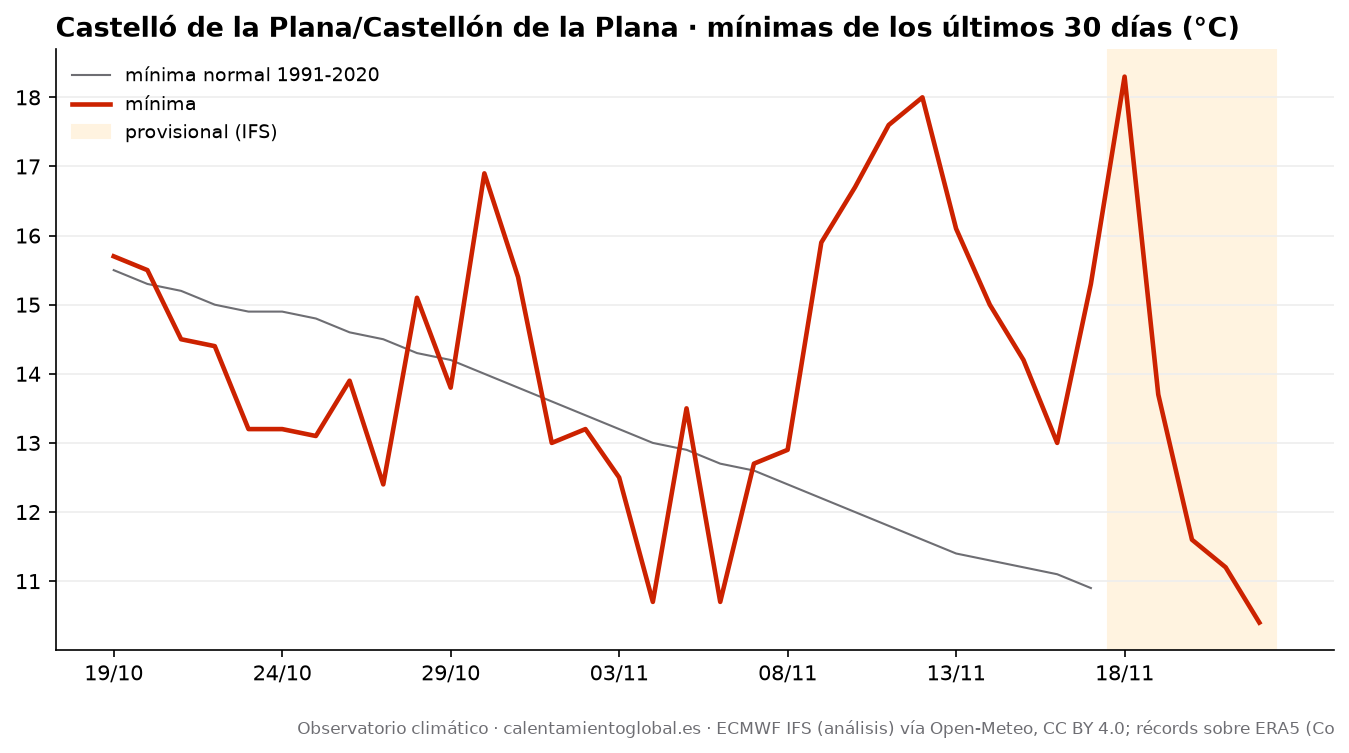 Castelló de la Plana/Castellón de la Plana · mínimas de los últimos 30 días (°C)
mínima normal 1991-2020
mínima
provisional (IFS)
18
17
16
15
14
13
12
11
19/10 24/10 29/10 03/11 08/11 13/11 18/11
Observatorio climático · calentamientoglobal.es · ECMWF IFS (análisis) vía Open-Meteo, CC BY 4.0; récords sobre ERA5 (Co